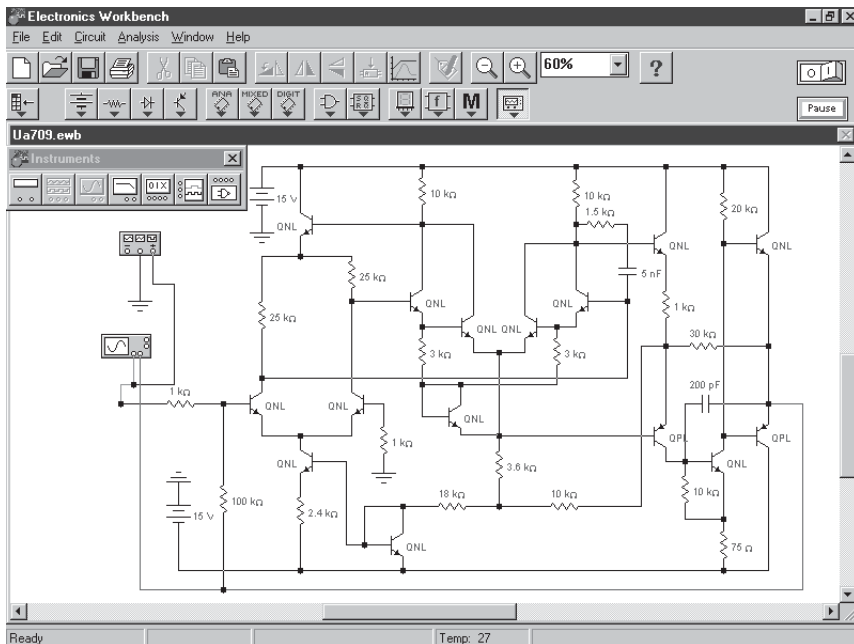 Electronics Workbench
File Edit Circuit Analysis Window Help
60% ?
ANA MIXED DIGIT M
Pause
Ua709.ewb
Instruments
15 V
10 kΩ
10 kΩ
1.5 kΩ
20 kΩ
QNL
QNL
QNL
25 kΩ
5 nF
QNL
QNL
25 kΩ
QNL QNL
1 kΩ
3 kΩ
3 kΩ
30 kΩ
1 kΩ
200 pF
QNL
QNL
QNL
QPL
QPL
1 kΩ
QNL
3.6 kΩ
QNL
10 kΩ
18 kΩ
10 kΩ
15 V
100 kΩ
2.4 kΩ
QNL
75 Ω
Ready
Temp: 27